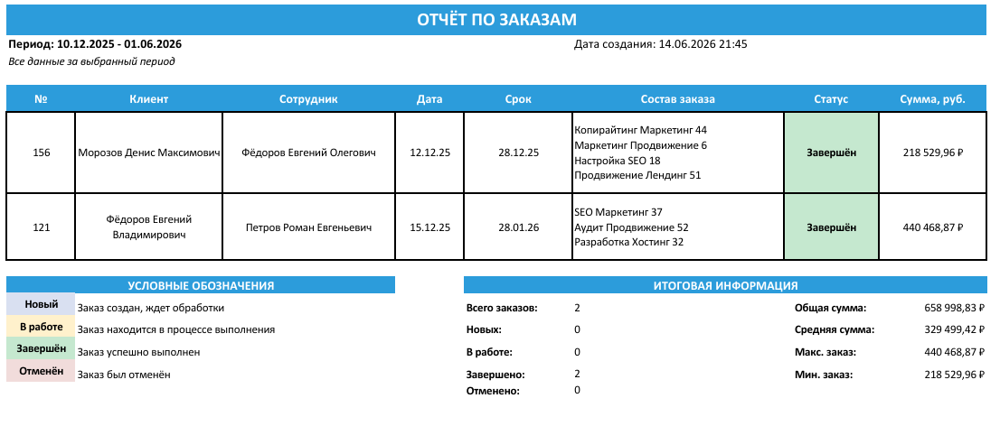 ОТЧЁТ ПО ЗАКАЗАМ
Период: 10.12.2025 - 01.06.2026 Дата создания: 14.06.2026 21:45
Все данные за выбранный период
№ Клиент Сотрудник Дата Срок Состав заказа Статус Сумма, руб.
156 Морозов Денис Максимович Фёдоров Евгений Олегович 12.12.25 28.12.25
Копирайтинг Маркетинг 44
Маркетинг Продвижение 6
Настройка SEO 18
Продвижение Лендинг 51
Завершён 218 529,96 ₽
121
Фёдоров Евгений
Владимирович
Петров Роман Евгеньевич 15.12.25 28.01.26
SEO Маркетинг 37
Аудит Продвижение 52
Разработка Хостинг 32
Завершён 440 468,87 ₽
УСЛОВНЫЕ ОБОЗНАЧЕНИЯ
Новый Заказ создан, ждет обработки
В работе Заказ находится в процессе выполнения
Завершён Заказ успешно выполнен
Отменён Заказ был отменён
ИТОГОВАЯ ИНФОРМАЦИЯ
Всего заказов: 2 Общая сумма: 658 998,83 ₽
Новых: 0 Средняя сумма: 329 499,42 ₽
В работе: 0 Макс. заказ: 440 468,87 ₽
Завершено: 2 Мин. заказ: 218 529,96 ₽
Отменено: 0